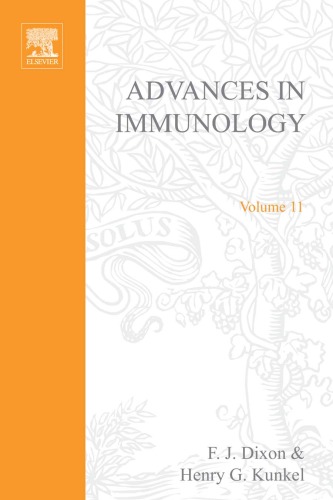 ELSEVIER
ADVANCES IN
IMMUNOLOGY
Volume 11
SOLUS
F. J. Dixon &
Henry G. Kunkel